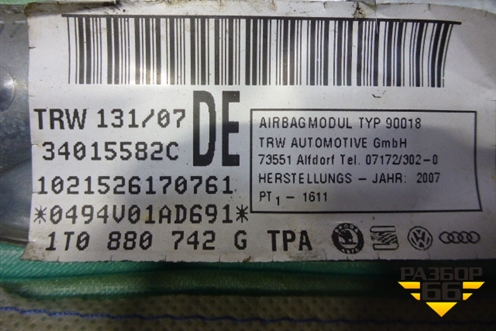 TRW 131/07
DE
34015582C
1021526170761
*0494V01AD691*
1T0 880 742 G TPA
AIRBAGMODUL TYP 90018
TRW AUTOMOTIVE GmbH
73551 Alfdorf Tel. 07172/302-0
HERSTELLUNGS - JAHR: 2007
PT1 - 1611
РАЗБОР
66